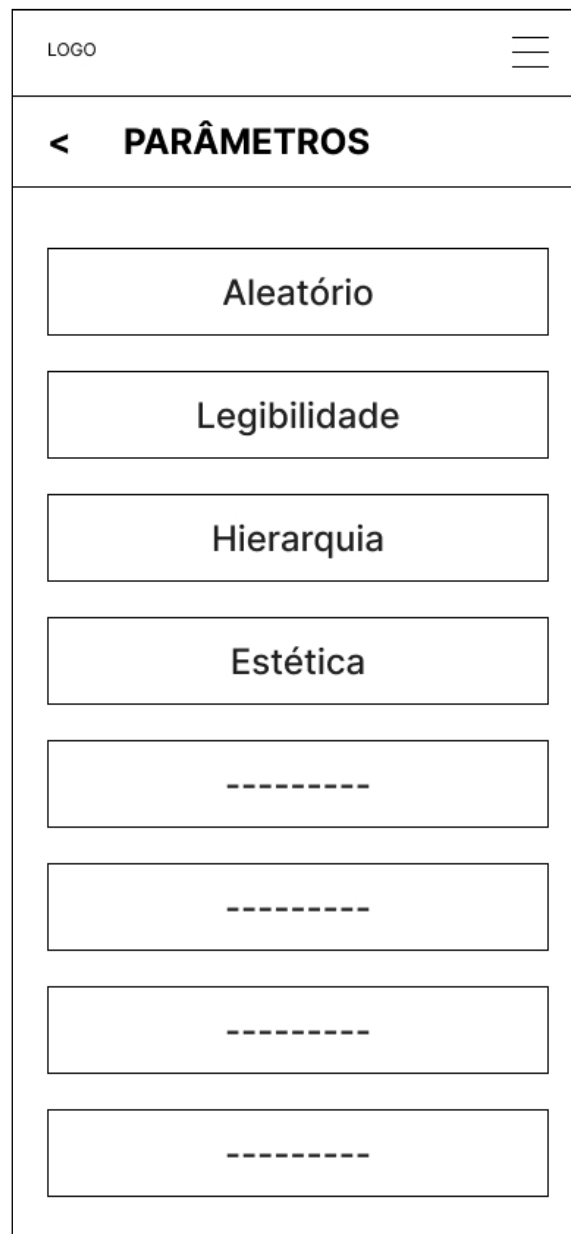 LOGO
< PARÂMETROS
Aleatório
Legibilidade
Hierarquia
Estética
---------
---------
---------
---------